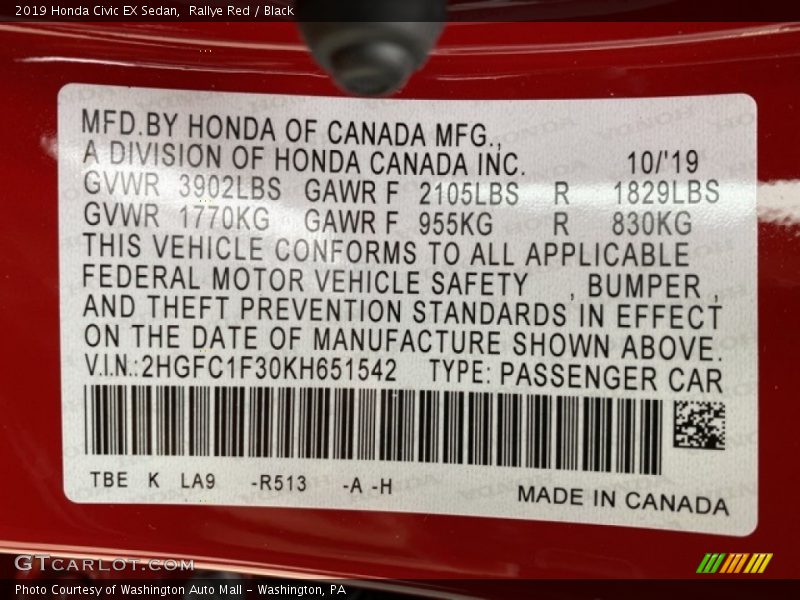 2019 Honda Civic EX Sedan, Rallye Red / Black
MFD.BY HONDA OF CANADA MFG.,
A DIVISION OF HONDA CANADA INC. 10/'19
GVWR 3902LBS GAWR F 2105LBS R 1829LBS
GVWR 1770KG GAWR F 955KG R 830KG
THIS VEHICLE CONFORMS TO ALL APPLICABLE
FEDERAL MOTOR VEHICLE SAFETY , BUMPER ,
AND THEFT PREVENTION STANDARDS IN EFFECT
ON THE DATE OF MANUFACTURE SHOWN ABOVE.
V.I.N.:2HGFC1F30KH651542 TYPE: PASSENGER CAR
TBE K LA9 -R513 -A -H
MADE IN CANADA
GTCARLOT.COM
Photo Courtesy of Washington Auto Mall - Washington, PA